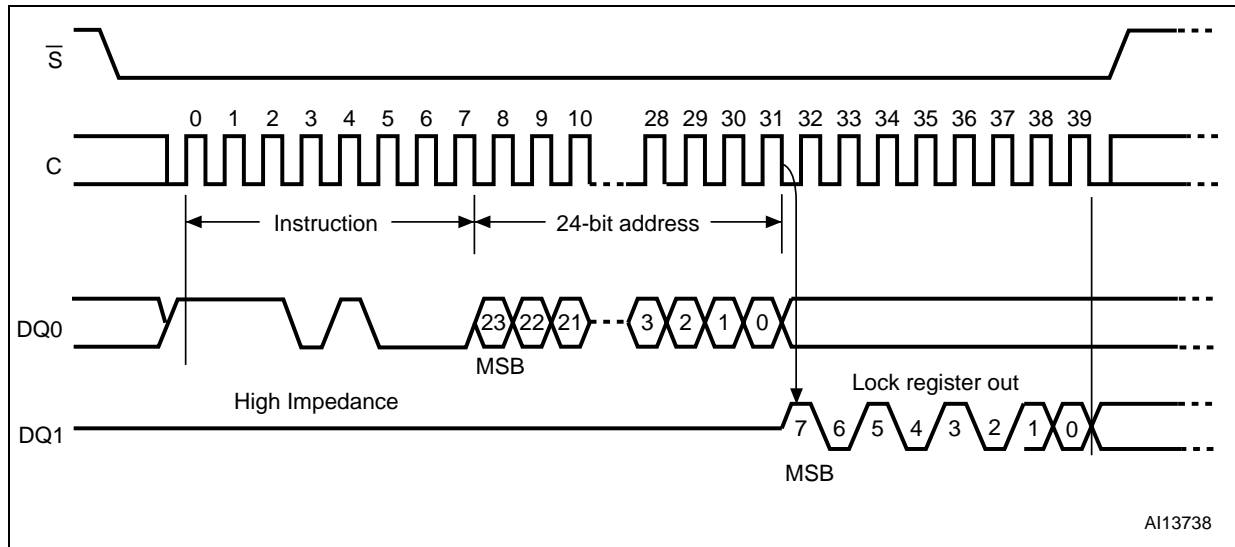 S
0 1 2 3 4 5 6 7 8 9 10 28 29 30 31 32 33 34 35 36 37 38 39
C
Instruction 24-bit address
DQ0 23 22 21 3 2 1 0
MSB
High Impedance Lock register out
DQ1 7 6 5 4 3 2 1 0
MSB
AI13738